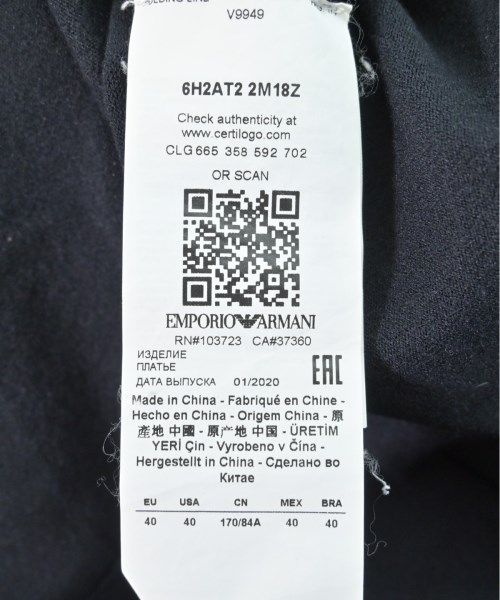 V9949
6H2AT2 2M18Z
Check authenticity at
www.certilogo.com
CLG 665 358 592 702
OR SCAN
EMPORIO ARMANI
RN#103723 CA#37360
ИЗДЕЛИЕ
ПЛАТЬЕ
ДАТА ВЫПУСКА 01/2020
EAC
Made in China - Fabriqué en Chine -
Hecho en China - Origem China - 原
產地 中國 - 原产地 中国 - ÜRETİM
YERİ Çin - Vyrobeno v Čína -
Hergestellt in China - Сделано во
Китае
EU USA CN MEX BRA
40 40 170/84A 40 40